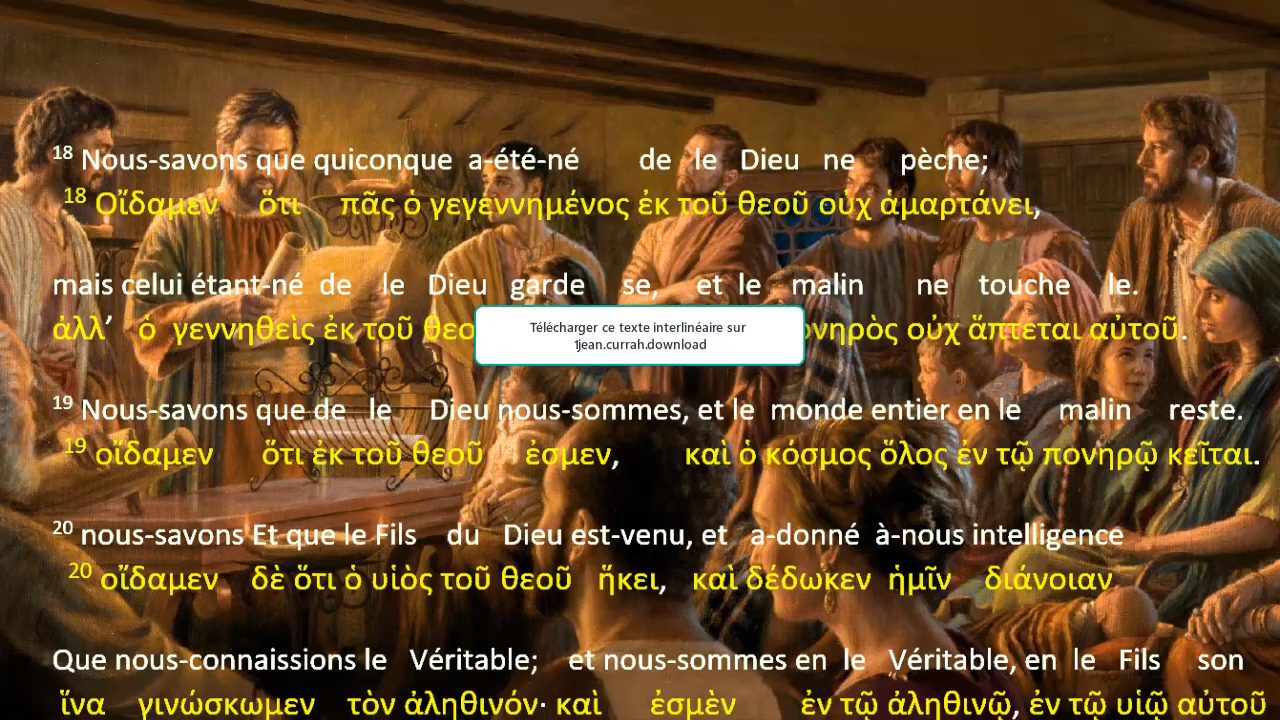 18 Nous-savons que quiconque a-été-né de le Dieu ne pèche;
18 Οἴδαμεν ὅτι πᾶς ὁ γεγεννημένος ἐκ τοῦ θεοῦ οὐχ ἁμαρτάνει,
mais celui étant-né de le Dieu garde se, et le malin ne touche le.
ἀλλ’ ὁ γεννηθεὶς ἐκ τοῦ οὐχ ἅπτεται αὐτοῦ.
Télécharger ce texte interlinéaire sur
1jean.currah.download
19 Nous-savons que de le Dieu nous-sommes, et le monde entier en le malin reste.
19 οἴδαμεν ὅτι ἐκ τοῦ θεοῦ ἐσμεν, καὶ ὁ κόσμος ὅλος ἐν τῷ πονηρῷ κεῖται.
20 nous-savons Et que le Fils du Dieu est-venu, et a-donné à-nous intelligence
20 οἴδαμεν δὲ ὅτι ὁ υἱὸς τοῦ θεοῦ ἥκει, καὶ δέδωκεν ἡμῖν διάνοιαν
Que nous-connaissions le Véritable; et nous-sommes en le Véritable, en le Fils son
ἵνα γινώσκωμεν τὸν ἀληθινόν· καὶ ἐσμὲν ἐν τῷ ἀληθινῷ, ἐν τῷ υἱῷ αὐτοῦ